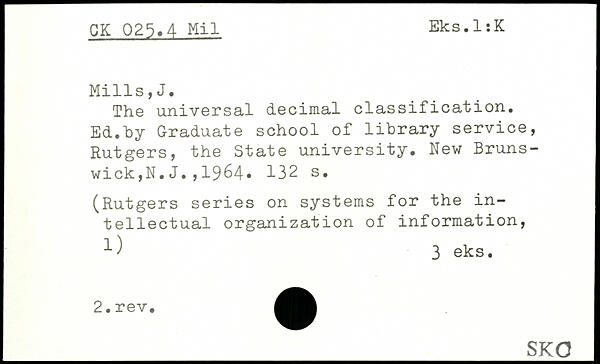 CK 025.4 Mil
Eks.1:K
Mills,J.
The universal decimal classification.
Ed.by Graduate school of library service,
Rutgers, the State university. New Bruns-
wick,N.J.,1964. 132 s.
(Rutgers series on systems for the in-
tellectual organization of information,
1)
3 eks.
2.rev.
SKC